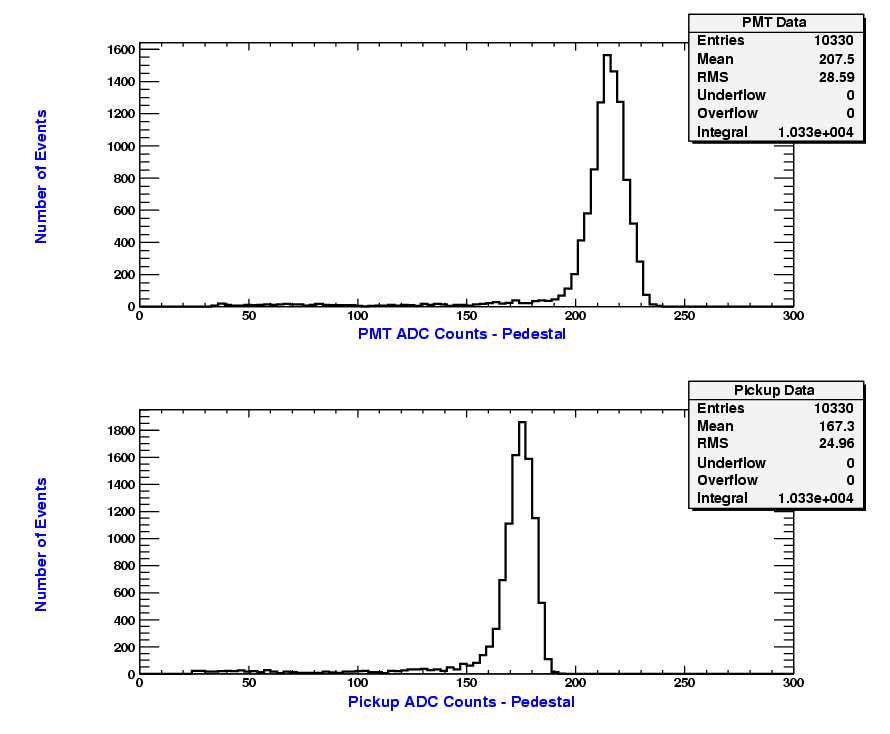 PMT Data
Entries 10330
Mean 207.5
RMS 28.59
Underflow 0
Overflow 0
Integral 1.033e+004
Number of Events
1600
1400
1200
1000
800
600
400
200
0
0 50 100 150 200 250 300
PMT ADC Counts - Pedestal
Pickup Data
Entries 10330
Mean 167.3
RMS 24.96
Underflow 0
Overflow 0
Integral 1.033e+004
Number of Events
1800
1600
1400
1200
1000
800
600
400
200
0
0 50 100 150 200 250 300
Pickup ADC Counts - Pedestal